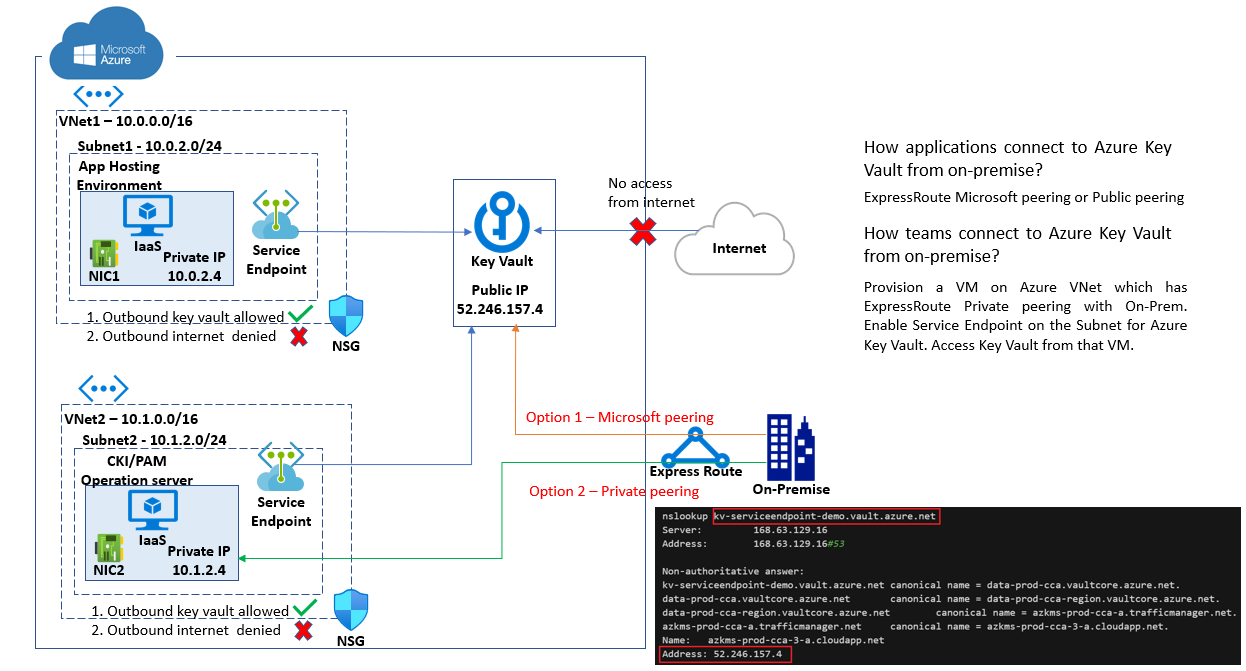 Microsoft
Azure
VNet1 – 10.0.0.0/16
Subnet1 - 10.0.2.0/24
App Hosting
Environment
IaaS
Private IP
NIC1
10.0.2.4
Service
Endpoint
1. Outbound key vault allowed
2. Outbound internet  denied
NSG
Key Vault
Public IP
52.246.157.4
No access
from internet
Internet
How applications connect to Azure Key
Vault from on-premise?
ExpressRoute Microsoft peering or Public peering
How teams connect to Azure Key Vault
from on-premise?
Provision a VM on Azure VNet which has
ExpressRoute Private peering with On-Prem.
Enable Service Endpoint on the Subnet for Azure
Key Vault. Access Key Vault from that VM.
VNet2 – 10.1.0.0/16
Subnet2 - 10.1.2.0/24
CKI/PAM
Operation server
IaaS
Private IP
NIC2
10.1.2.4
Service
Endpoint
1. Outbound key vault allowed
2. Outbound internet  denied
NSG
Option 1 – Microsoft peering
Express Route
Option 2 – Private peering
On-Premise
nslookup kv-serviceendpoint-demo.vault.azure.net
Server:         168.63.129.16
Address:        168.63.129.16#53
Non-authoritative answer:
kv-serviceendpoint-demo.vault.azure.net canonical name = data-prod-cca.vaultcore.azure.net.
data-prod-cca.vaultcore.azure.net       canonical name = data-prod-cca-region.vaultcore.azure.net.
data-prod-cca-region.vaultcore.azure.net        canonical name = azkms-prod-cca-a.trafficmanager.net.
azkms-prod-cca-a.trafficmanager.net     canonical name = azkms-prod-cca-3-a.cloudapp.net.
Name:   azkms-prod-cca-3-a.cloudapp.net
Address: 52.246.157.4